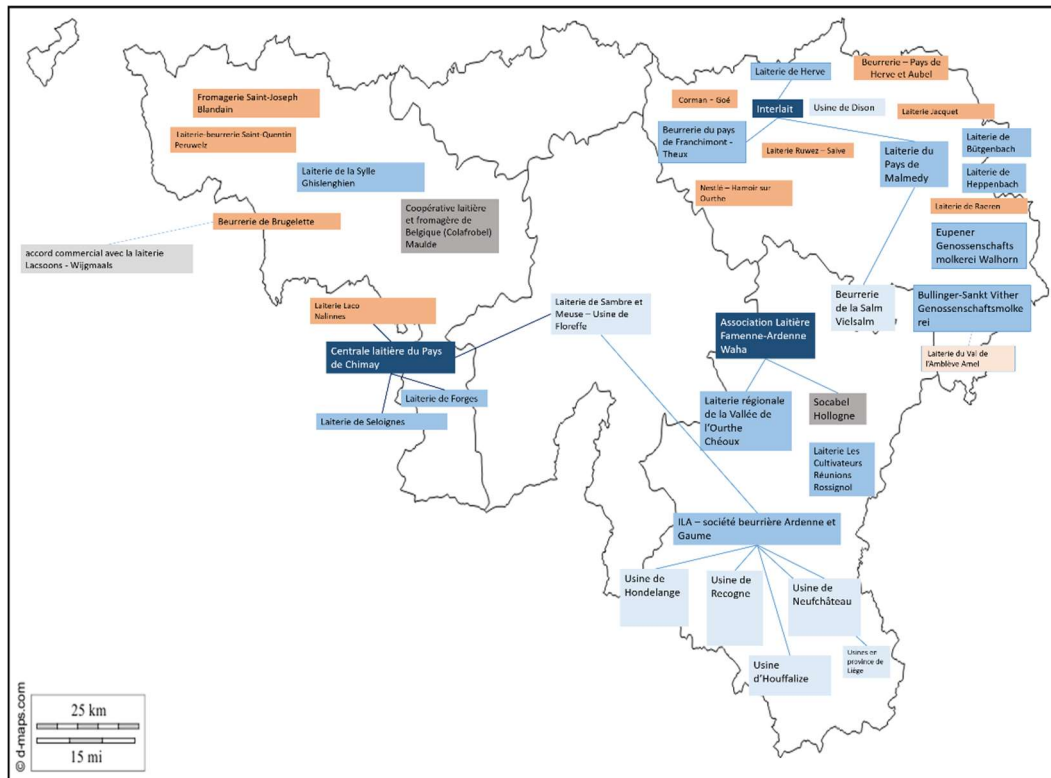 Fromagerie Saint-Joseph
Blandain
Laiterie-beurrerie Saint-Quentin
Peruwelz
Laiterie de la Sylle
Ghislenghien
Coopérative laitière
et fromagère de
Belgique (Colafrobel)
Maulde
Beurrerie de Brugelette
accord commercial avec la laiterie
Lacsoons - Wijgmaals
Laiterie Laco
Nalinnes
Centrale laitière du Pays
de Chimay
Laiterie de Forges
Laiterie de Seloignes
Laiterie de Sambre et
Meuse – Usine de
Floreffe
Laiterie de Herve
Beurrerie – Pays de
Herve et Aubel
Corman – Goé
Interlait
Usine de Dison
Laiterie Jacquet
Beurrerie du pays
de Franchimont -
Theux
Laiterie Ruwez – Saive
Laiterie du
Pays de
Malmedy
Laiterie de
Bütgenbach
Laiterie de
Heppenbach
Nestlé – Hamoir sur
Ourthe
Laiterie de Raeren
Eupener
Genossenschafts
molkerei Walhorn
Beurrerie
de la Salm
Vielsalm
Bullinger-Sankt Vither
Genossenschaftsmolke
rei
Laiterie du Val de
l'Amblève Amel
Association Laitière
Famenne-Ardenne
Waha
Laiterie régionale
de la Vallée de
l'Ourthe
Chéoux
Socabel
Hollogne
Laiterie Les
Cultivateurs
Réunions
Rossignol
ILA – société beurrière Ardenne et
Gaume
Usine de
Hondelange
Usine de
Recogne
Usine de
Neufchâteau
Usine
d'Houffalize
Usines en
province de
Liège
© d-maps.com
25 km
15 mi